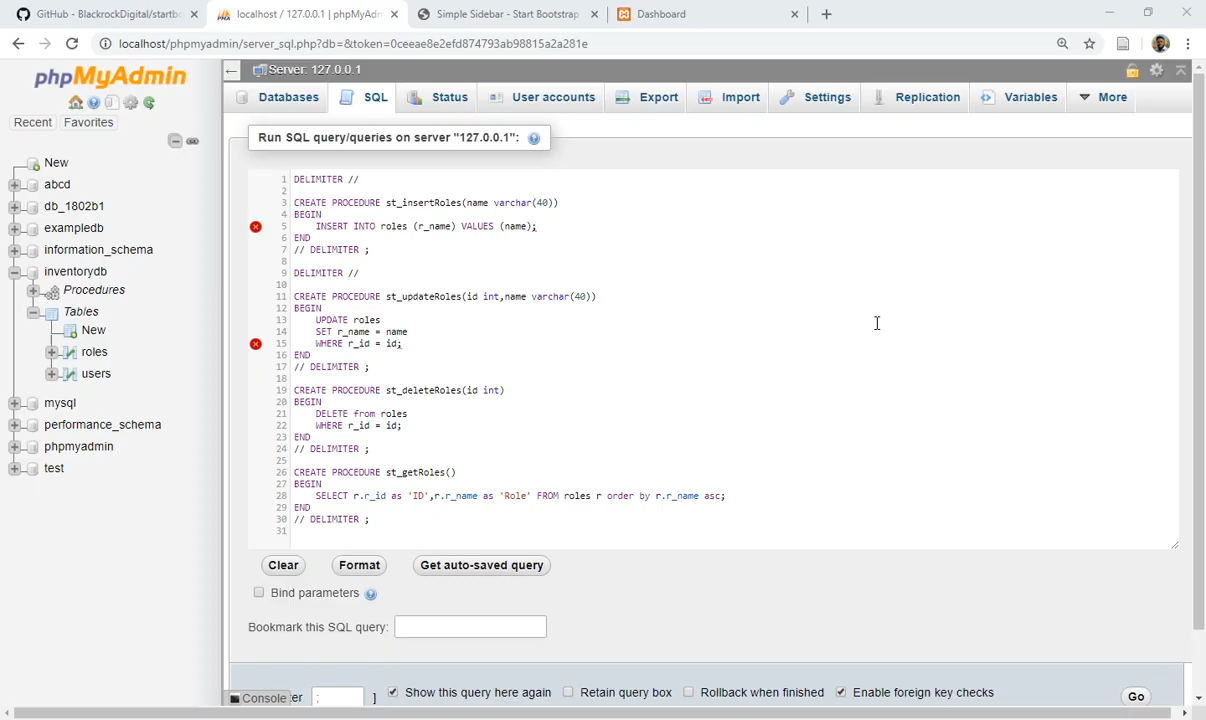 GitHub - BlackrockDigital/startb
localhost / 127.0.0.1 | phpMyAdm
Simple Sidebar - Start Bootstrap
Dashboard
localhost/phpmyadmin/server_sql.php?db=&token=0ceeae8e2efd874793ab98815a2a281e
phpMyAdmin
Recent
Favorites
New
abcd
db_1802b1
exampledb
information_schema
inventorydb
Procedures
Tables
New
roles
users
mysql
performance_schema
phpmyadmin
test
Server: 127.0.0.1
Databases
SQL
Status
User accounts
Export
Import
Settings
Replication
Variables
More
Run SQL query/queries on server "127.0.0.1":
1 DELIMITER //
2
3 CREATE PROCEDURE st_insertRoles(name varchar(40))
4 BEGIN
5 INSERT INTO roles (r_name) VALUES (name);
6 END
7 // DELIMITER ;
8
9 DELIMITER //
10
11 CREATE PROCEDURE st_updateRoles(id int,name varchar(40))
12 BEGIN
13 UPDATE roles
14 SET r_name = name
15 WHERE r_id = id;
16 END
17 // DELIMITER ;
18
19 CREATE PROCEDURE st_deleteRoles(id int)
20 BEGIN
21 DELETE from roles
22 WHERE r_id = id;
23 END
24 // DELIMITER ;
25
26 CREATE PROCEDURE st_getRoles()
27 BEGIN
28 SELECT r.r_id as 'ID',r.r_name as 'Role' FROM roles r order by r.r_name asc;
29 END
30 // DELIMITER ;
31
Clear
Format
Get auto-saved query
Bind parameters
Bookmark this SQL query:
Console
ter
;
]
Show this query here again
Retain query box
Rollback when finished
Enable foreign key checks
Go